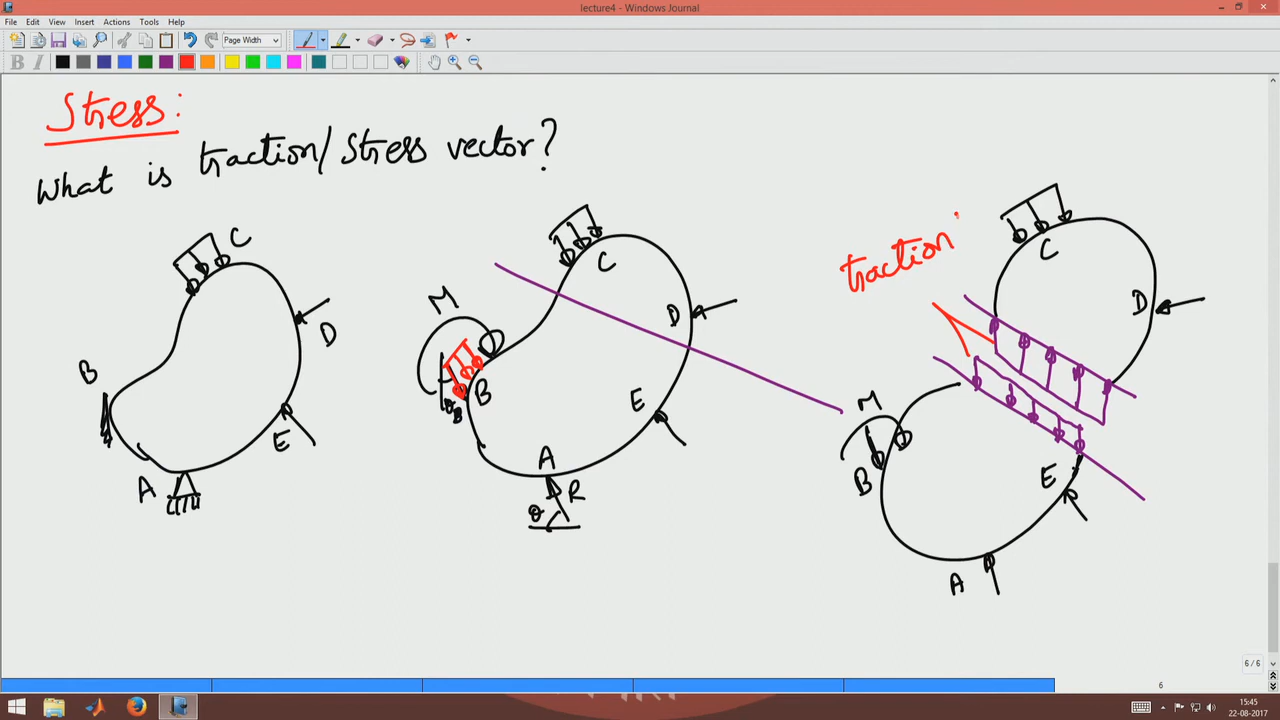 lecture4 - Windows Journal
File Edit View Insert Actions Tools Help
Page Width
Stress:
What is traction/stress vector?
C
D
B
E
A
C
D
M
B
E
A
R
θ
traction
C
D
M
B
E
A
6/6
6
15:45
22-08-2017